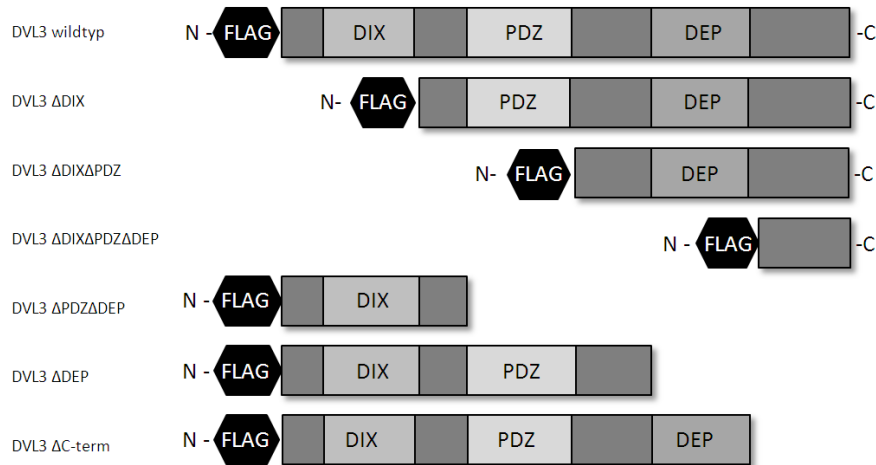 DVL3 wildtyp N - FLAG DIX PDZ DEP -C
DVL3 ΔDIX N- FLAG PDZ DEP -C
DVL3 ΔDIXΔPDZ N- FLAG DEP -C
DVL3 ΔDIXΔPDZΔDEP N - FLAG -C
DVL3 ΔPDZΔDEP N - FLAG DIX
DVL3 ΔDEP N - FLAG DIX PDZ
DVL3 ΔC-term N - FLAG DIX PDZ DEP